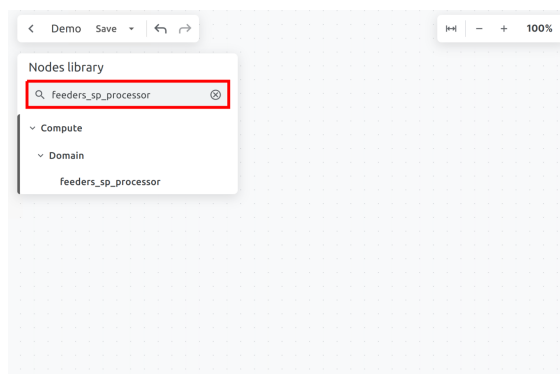 Demo Save 100%
Nodes library
feeders_sp_processor
Compute
Domain
feeders_sp_processor